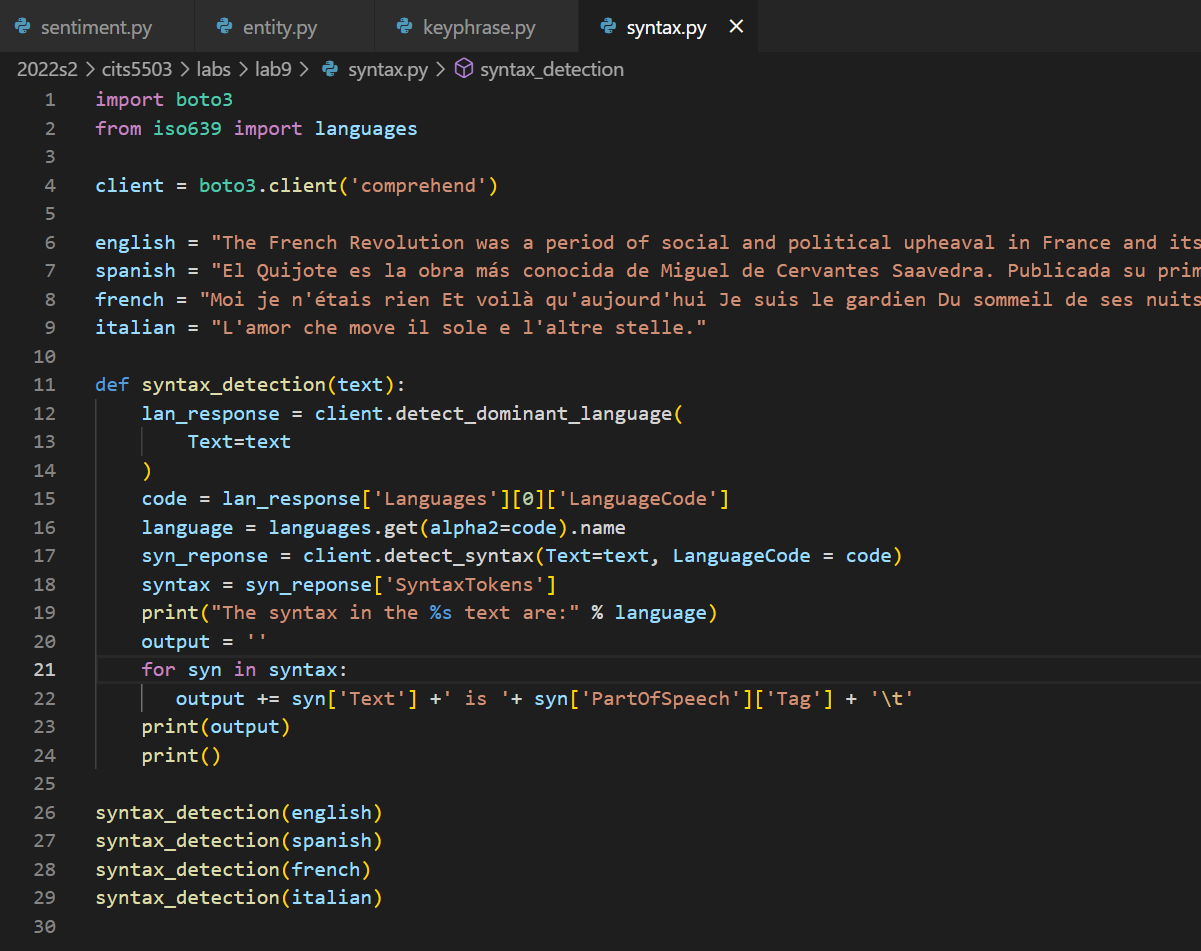 sentiment.py entity.py keyphrase.py syntax.py
2022s2 > cits5503 > labs > lab9 > syntax.py > syntax_detection
1 import boto3
2 from iso639 import languages
3
4 client = boto3.client('comprehend')
5
6 english = "The French Revolution was a period of social and political upheaval in France and its
7 spanish = "El Quijote es la obra más conocida de Miguel de Cervantes Saavedra. Publicada su prim
8 french = "Moi je n'étais rien Et voilà qu'aujourd'hui Je suis le gardien Du sommeil de ses nuits
9 italian = "L'amor che move il sole e l'altre stelle."
10
11 def syntax_detection(text):
12     lan_response = client.detect_dominant_language(
13         Text=text
14     )
15     code = lan_response['Languages'][0]['LanguageCode']
16     language = languages.get(alpha2=code).name
17     syn_reponse = client.detect_syntax(Text=text, LanguageCode = code)
18     syntax = syn_reponse['SyntaxTokens']
19     print("The syntax in the %s text are:" % language)
20     output = ''
21     for syn in syntax:
22        output += syn['Text'] +' is '+ syn['PartOfSpeech']['Tag'] + '\t'
23     print(output)
24     print()
25
26 syntax_detection(english)
27 syntax_detection(spanish)
28 syntax_detection(french)
29 syntax_detection(italian)
30